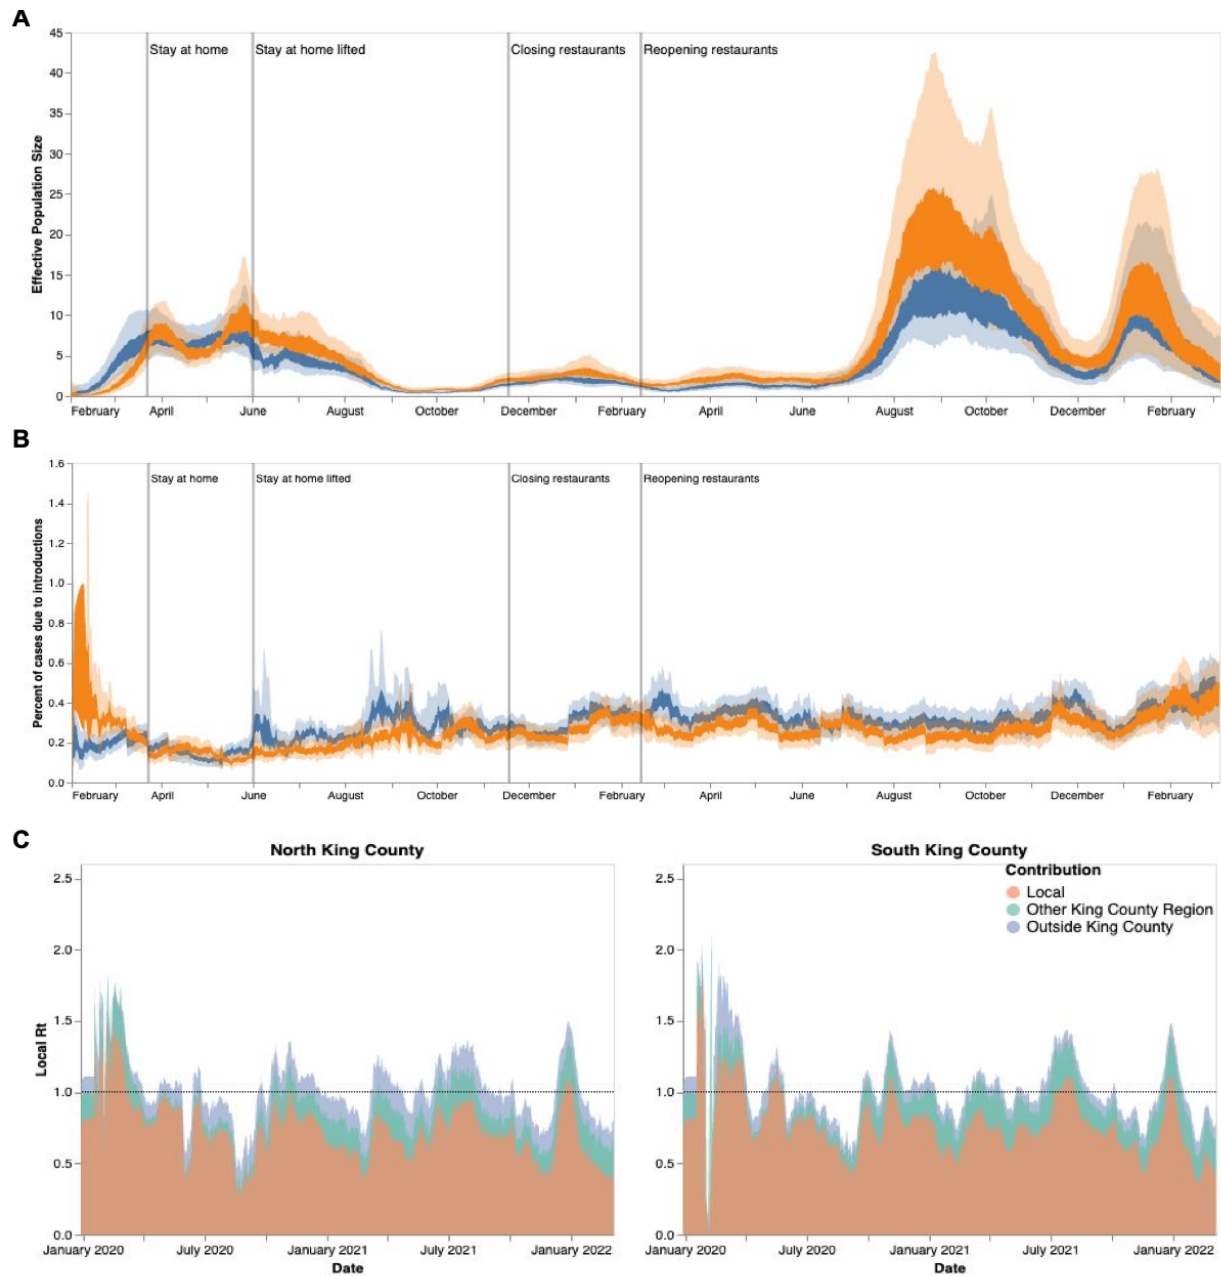 A
Stay at home
Stay at home lifted
Closing restaurants
Reopening restaurants
Effective Population Size
45
40
35
30
25
20
15
10
5
0
February April June August October December February April June August October December February
B
Stay at home
Stay at home lifted
Closing restaurants
Reopening restaurants
Percent of cases due to introductions
1.6
1.4
1.2
1.0
0.8
0.6
0.4
0.2
0.0
February April June August October December February April June August October December February
C
North King County
Local Rt
2.5
2.0
1.5
1.0
0.5
0.0
January 2020 July 2020 January 2021 July 2021 January 2022
Date
South King County
Contribution
Local
Other King County Region
Outside King County
2.5
2.0
1.5
1.0
0.5
0.0
January 2020 July 2020 January 2021 July 2021 January 2022
Date